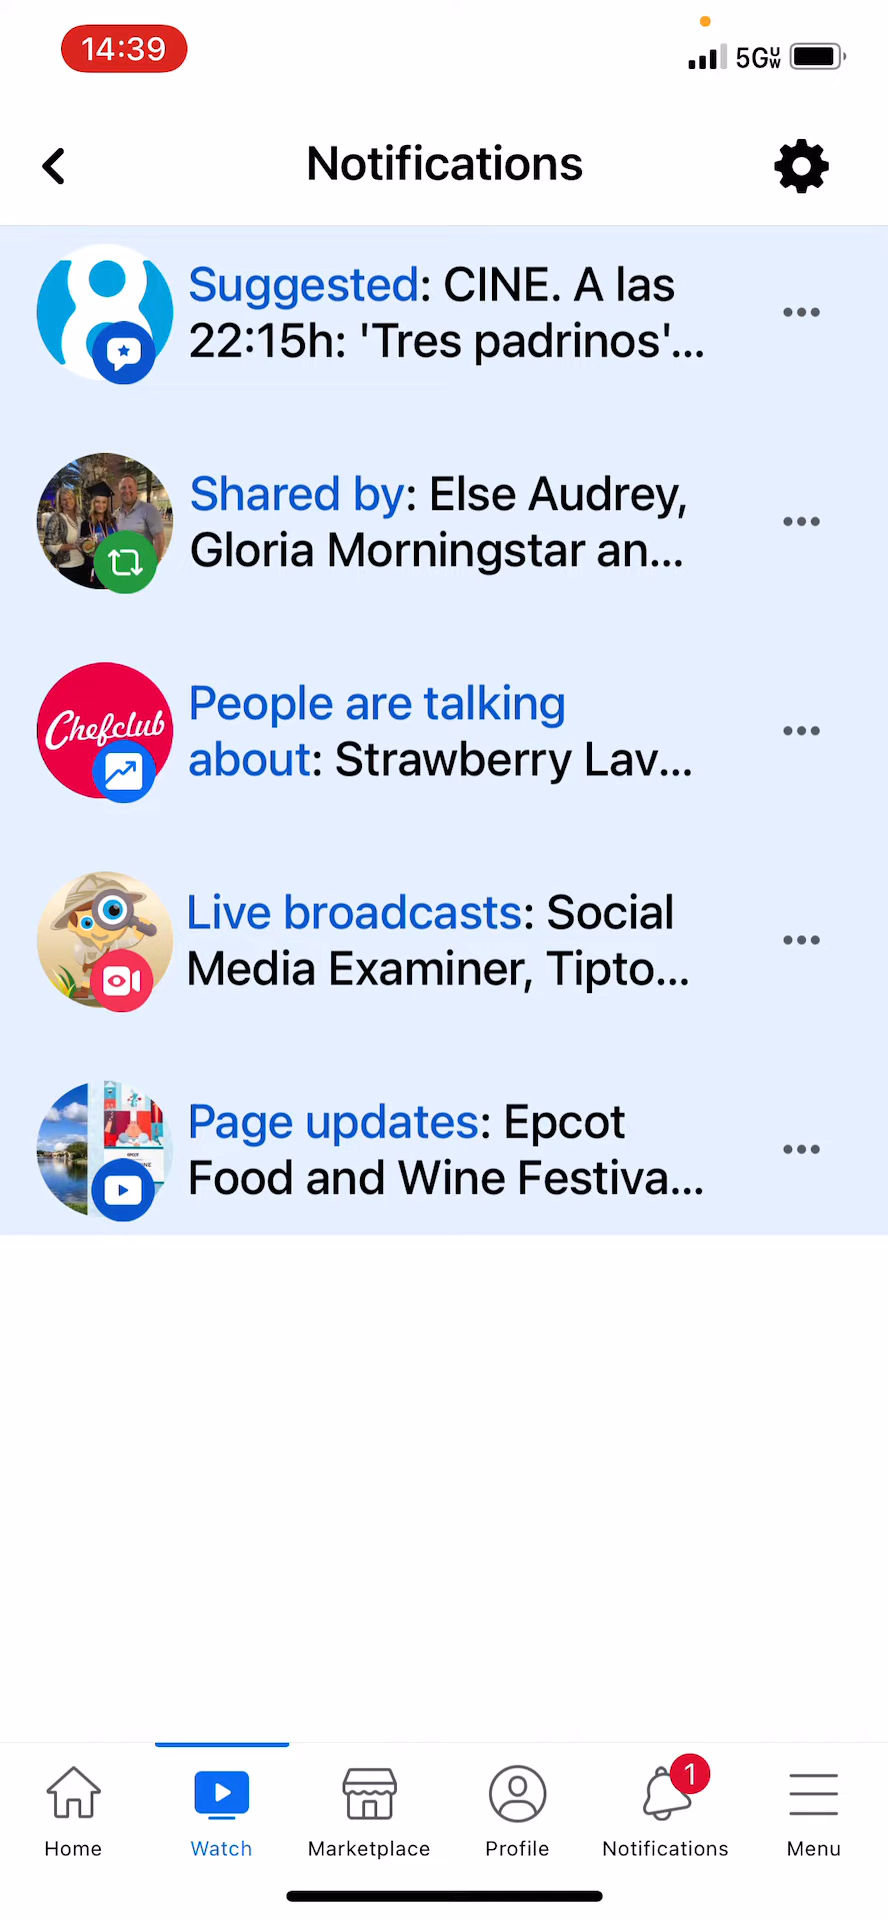 14:39
5GUW
Notifications
Suggested: CINE. A las
22:15h: 'Tres padrinos'...
Shared by: Else Audrey,
Gloria Morningstar an...
Chefclub
People are talking
about: Strawberry Lav...
Live broadcasts: Social
Media Examiner, Tipto...
Page updates: Epcot
Food and Wine Festiva...
1
Home
Watch
Marketplace
Profile
Notifications
Menu